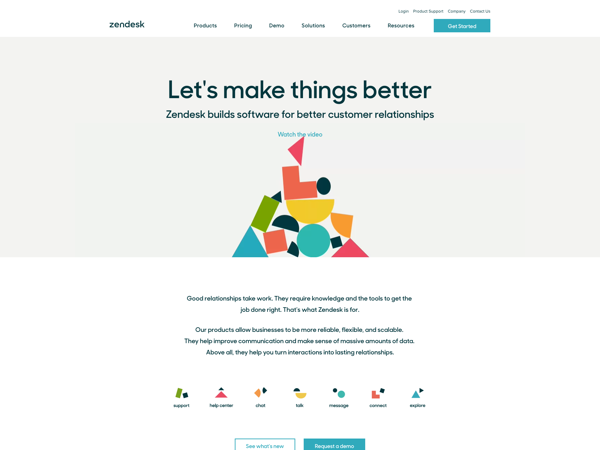 Login Product Support Company Contact Us
zendesk Products Pricing Demo Solutions Customers Resources Get Started
Let's make things better
Zendesk builds software for better customer relationships
Watch the video
Good relationships take work. They require knowledge and the tools to get the
job done right. That's what Zendesk is for.
Our products allow businesses to be more reliable, flexible, and scalable.
They help improve communication and make sense of massive amounts of data.
Above all, they help you turn interactions into lasting relationships.
support help center chat talk message connect explore
See what's new Request a demo